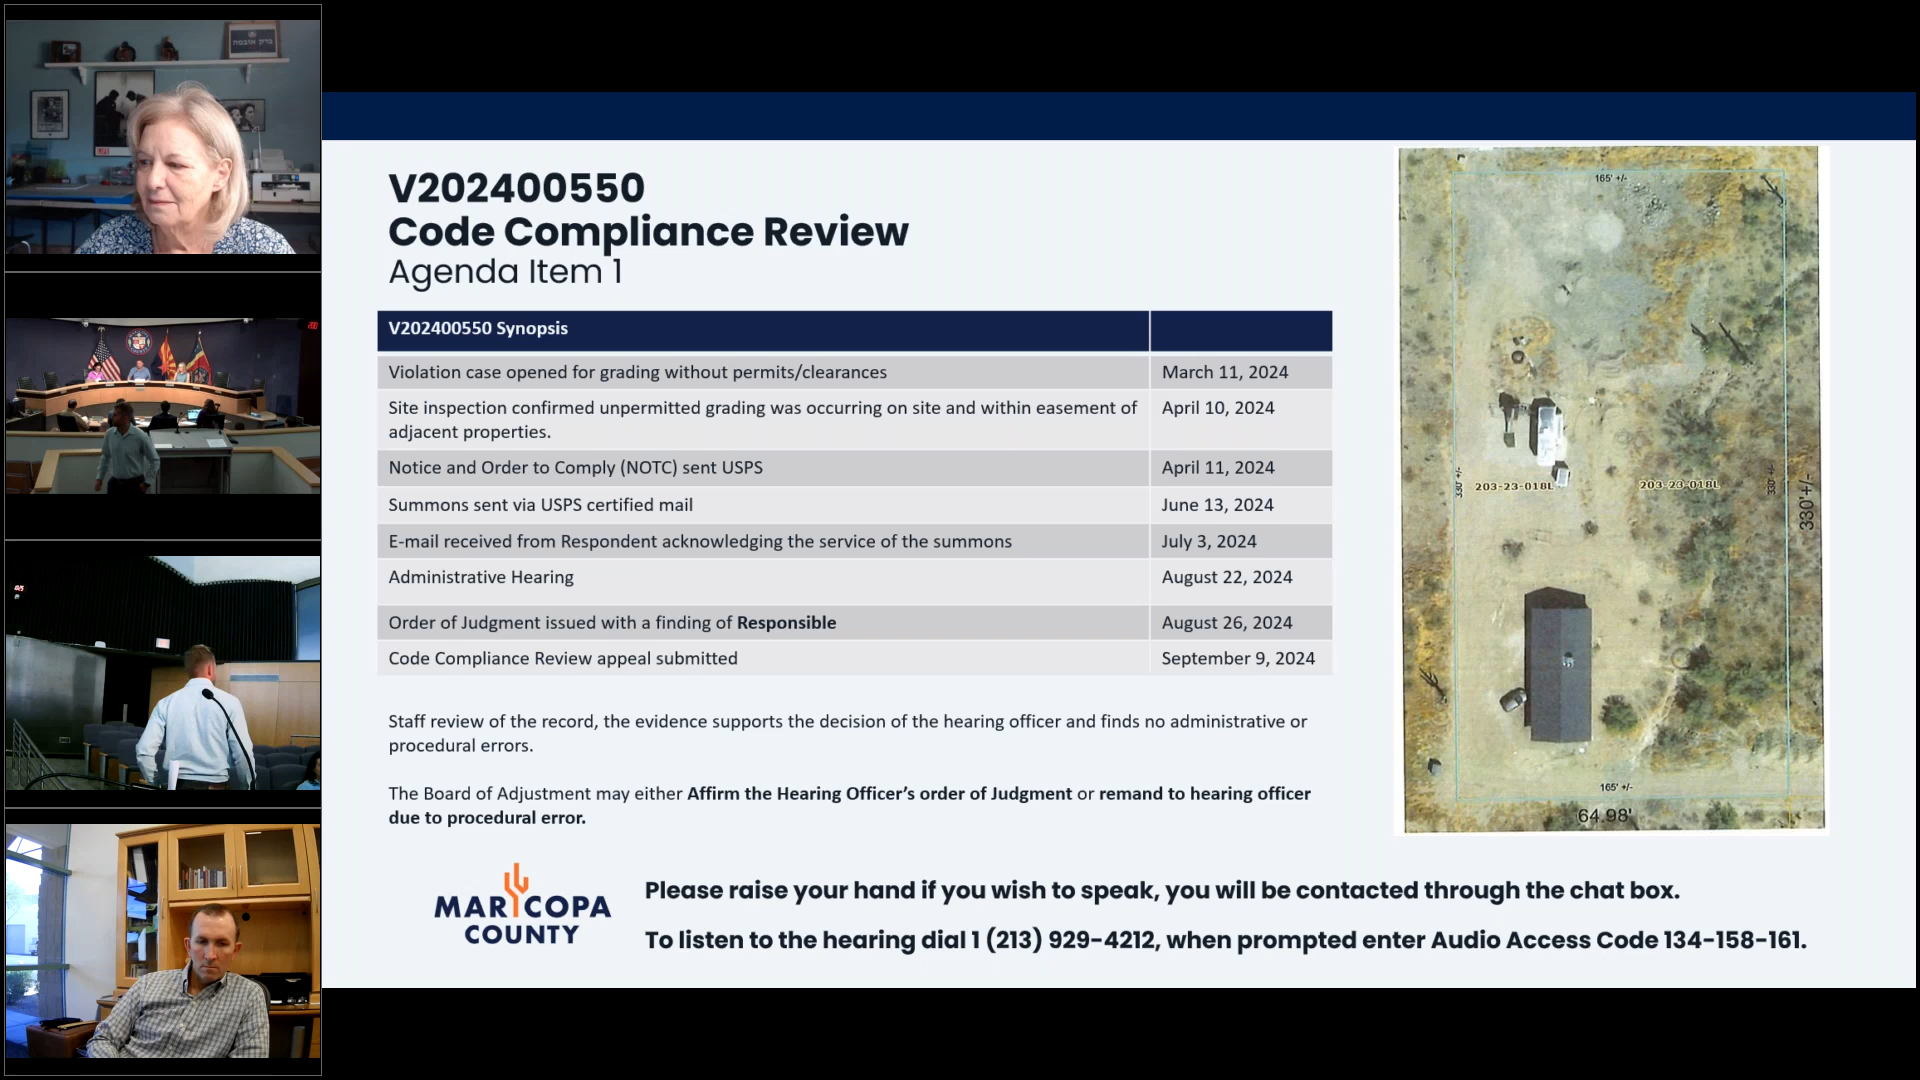 ברק אובמה
LIFE
V202400550
Code Compliance Review
Agenda Item 1
V202400550 Synopsis
Violation case opened for grading without permits/clearances March 11, 2024
Site inspection confirmed unpermitted grading was occurring on site and within easement of April 10, 2024
adjacent properties.
Notice and Order to Comply (NOTC) sent USPS April 11, 2024
Summons sent via USPS certified mail June 13, 2024
E-mail received from Respondent acknowledging the service of the summons July 3, 2024
Administrative Hearing August 22, 2024
Order of Judgment issued with a finding of Responsible August 26, 2024
Code Compliance Review appeal submitted September 9, 2024
Staff review of the record, the evidence supports the decision of the hearing officer and finds no administrative or
procedural errors.
The Board of Adjustment may either Affirm the Hearing Officer’s order of Judgment or remand to hearing officer
due to procedural error.
165' +/-
330' +/-
203-23-018L
203-23-018L
330' +/-
330'+/-
165' +/-
64.98'
MARICOPA
COUNTY
Please raise your hand if you wish to speak, you will be contacted through the chat box.
To listen to the hearing dial 1 (213) 929-4212, when prompted enter Audio Access Code 134-158-161.